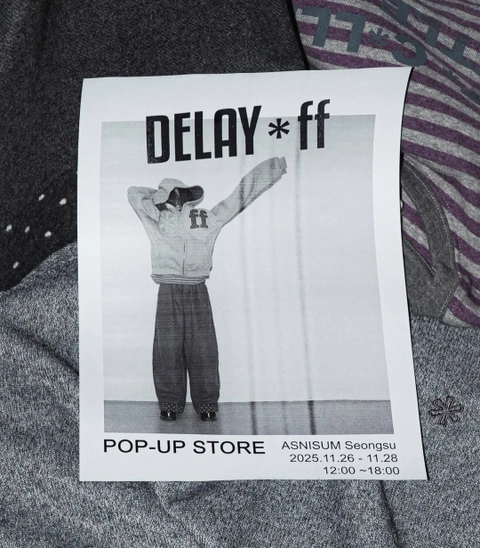 DELAY*ff
ff
POP-UP STORE
ASNISUM Seongsu
2025.11.26 - 11.28
12:00 ~18:00